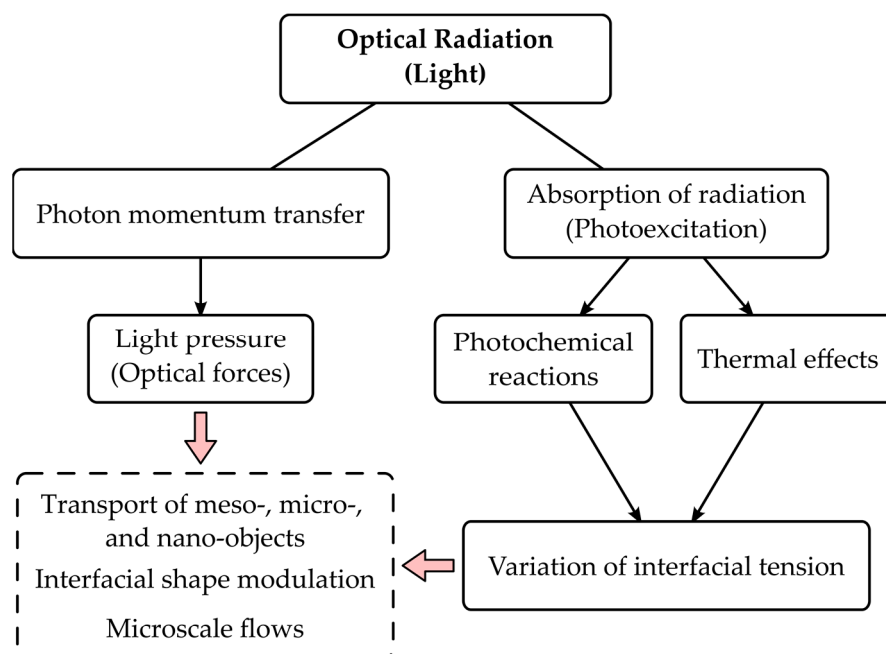 Optical Radiation
(Light)
Photon momentum transfer
Absorption of radiation
(Photoexcitation)
Light pressure
(Optical forces)
Photochemical
reactions
Thermal effects
Transport of meso-, micro-,
and nano-objects
Interfacial shape modulation
Microscale flows
Variation of interfacial tension